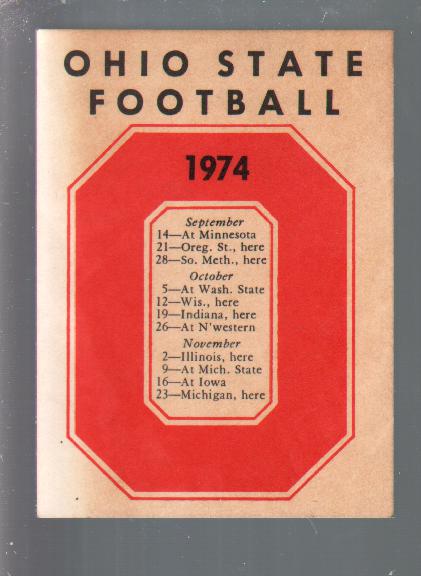 OHIO STATE
FOOTBALL
1974
September
14—At Minnesota
21—Oreg. St., here
28—So. Meth., here
October
5—At Wash. State
12—Wis., here
19—Indiana, here
26—At N'western
November
2—Illinois, here
9—At Mich. State
16—At Iowa
23—Michigan, here